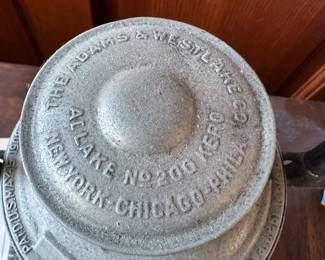 THE ADAMS & WESTLAKE CO.
ADLAKE Nº 200 KERO
NEW YORK-CHICAGO-PHILA